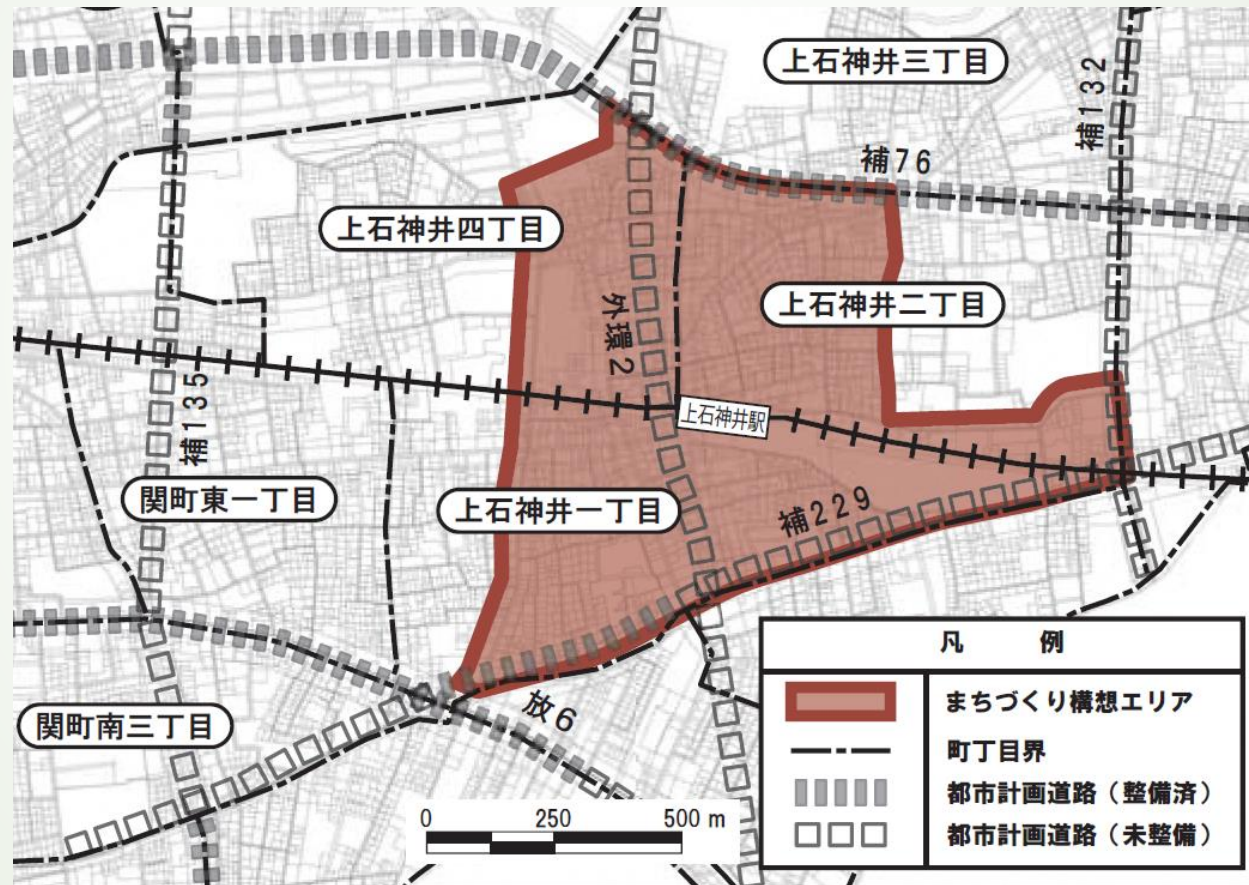 上石神井三丁目
補132
補76
上石神井四丁目
外環2
上石神井二丁目
補135
上石神井駅
関町東一丁目
上石神井一丁目
補229
関町南三丁目
放6
0 250 500 m
凡 例
まちづくり構想エリア
町丁目界
都市計画道路（整備済）
都市計画道路（未整備）